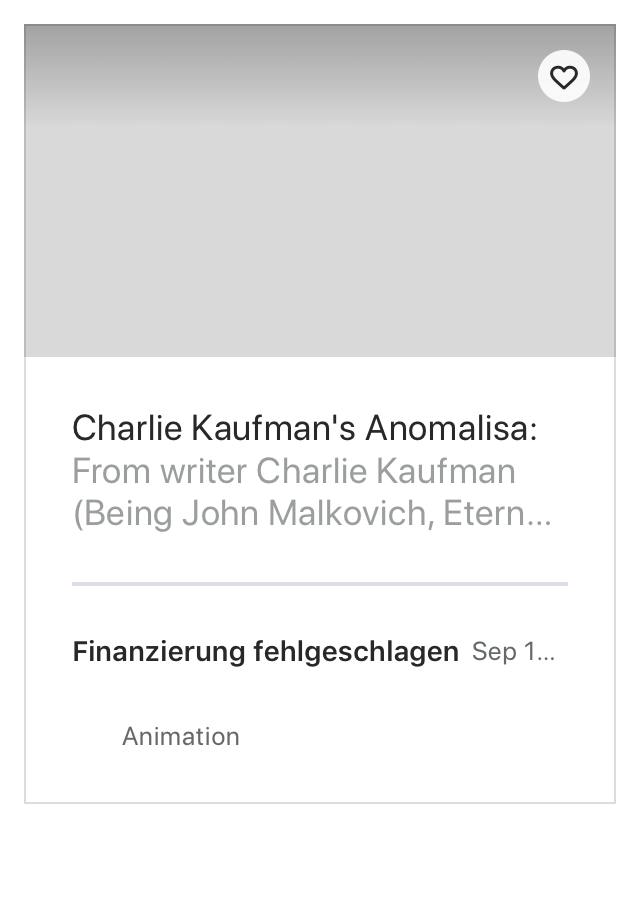 Charlie Kaufman's Anomalisa:
From writer Charlie Kaufman
(Being John Malkovich, Etern...
Finanzierung fehlgeschlagen Sep 1...
Animation